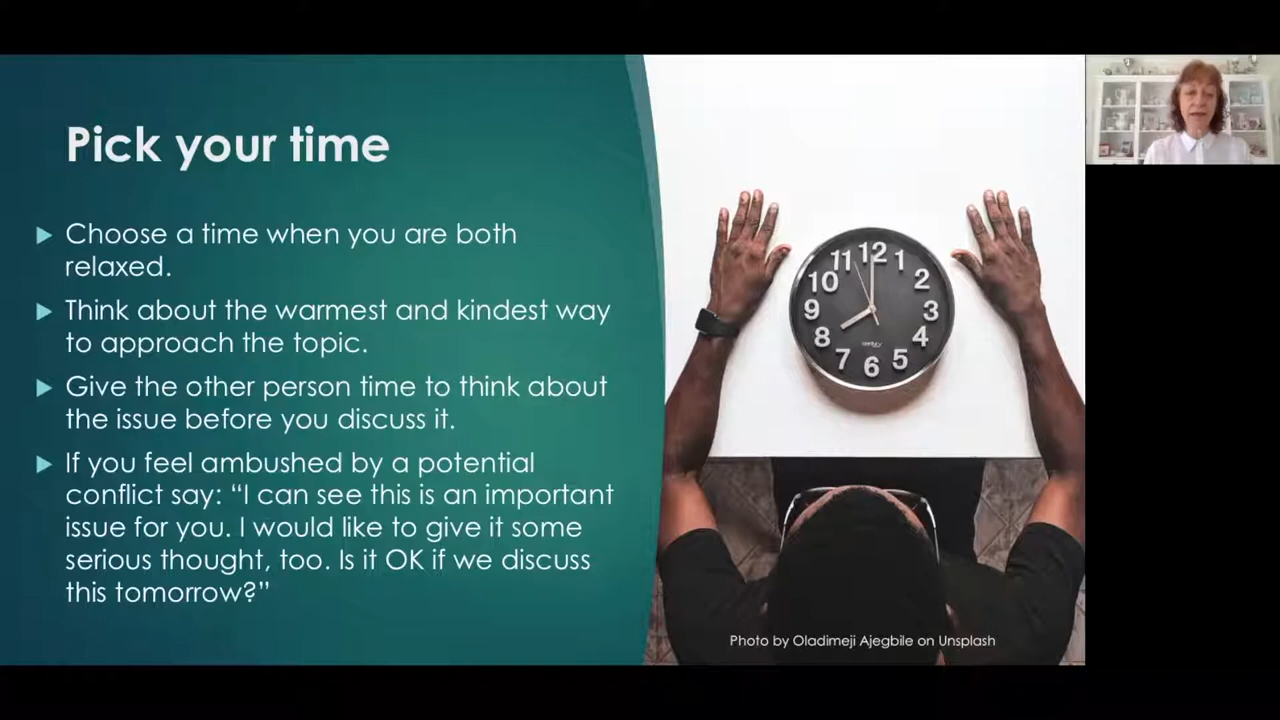 Pick your time
Choose a time when you are both
relaxed.
Think about the warmest and kindest way
to approach the topic.
Give the other person time to think about
the issue before you discuss it.
If you feel ambushed by a potential
conflict say: “I can see this is an important
issue for you. I would like to give it some
serious thought, too. Is it OK if we discuss
this tomorrow?”
12
11 1
10 2
9 3
8 4
7 5
6
century
Photo by Oladimeji Ajegbile on Unsplash